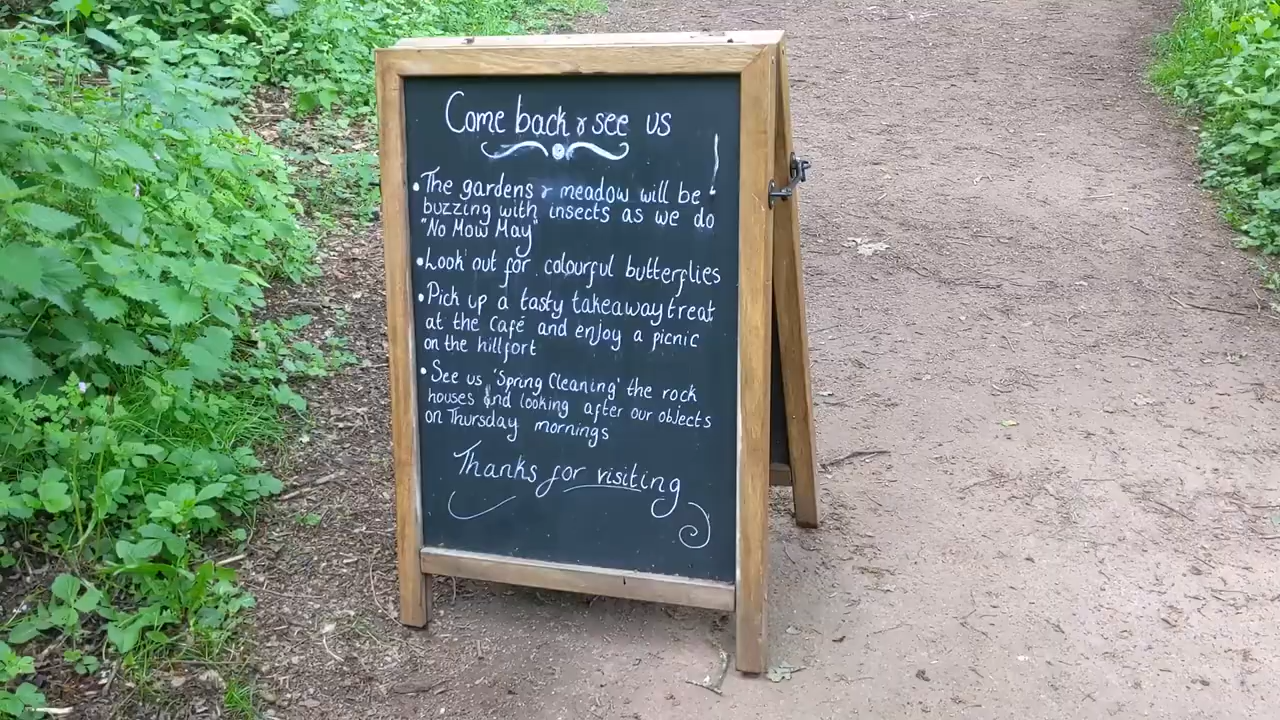 Come back & see us !
• The gardens & meadow will be
buzzing with insects as we do
"No Mow May"
• Look out for colourful butterflies
• Pick up a tasty takeaway treat
at the Café and enjoy a picnic
on the hillfort
• See us 'Spring Cleaning' the rock
houses and looking after our objects
on Thursday mornings
Thanks for visiting